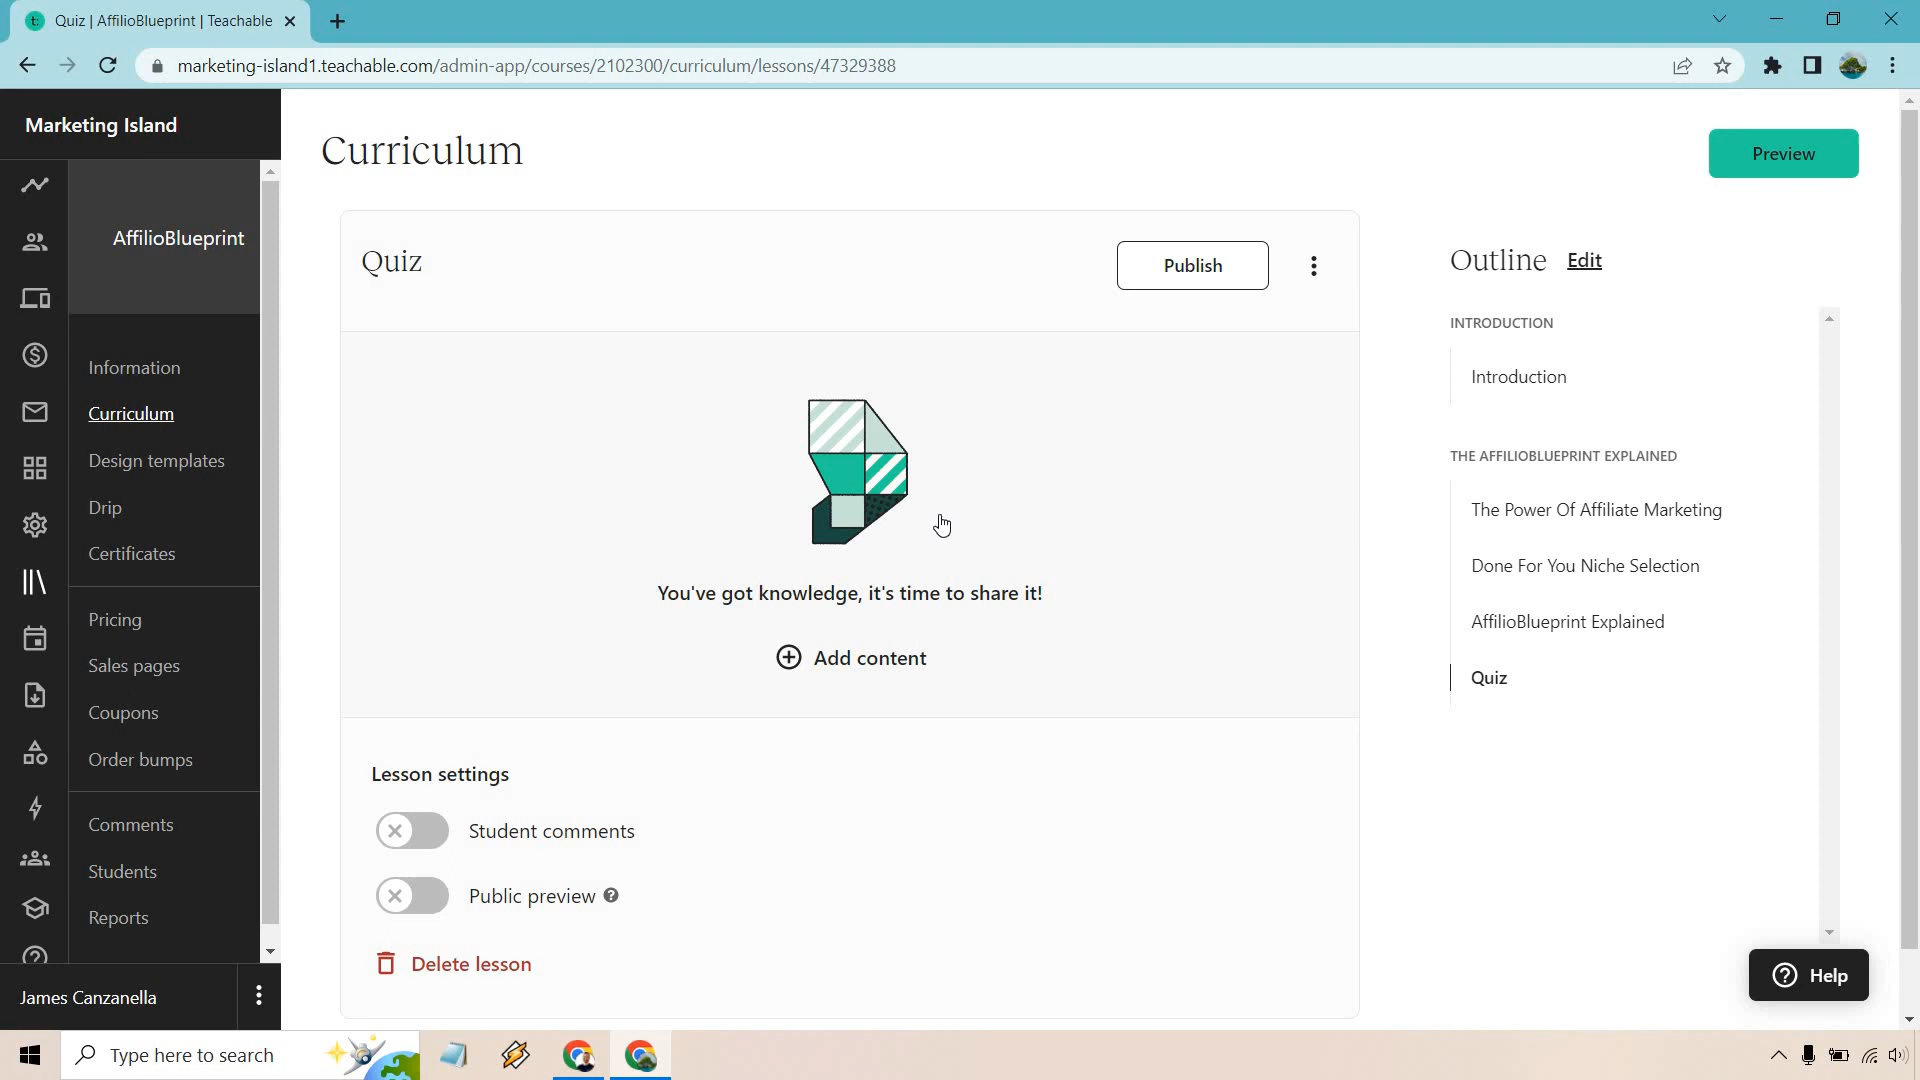 Quiz | AffilioBlueprint | Teachable
marketing-island1.teachable.com/admin-app/courses/2102300/curriculum/lessons/47329388
Marketing Island
AffilioBlueprint
Information
Curriculum
Design templates
Drip
Certificates
Pricing
Sales pages
Coupons
Order bumps
Comments
Students
Reports
James Canzanella
Curriculum
Preview
Quiz
Publish
You've got knowledge, it's time to share it!
Add content
Lesson settings
Student comments
Public preview
Delete lesson
Outline Edit
INTRODUCTION
Introduction
THE AFFILIOBLUEPRINT EXPLAINED
The Power Of Affiliate Marketing
Done For You Niche Selection
AffilioBlueprint Explained
Quiz
Help
Type here to search